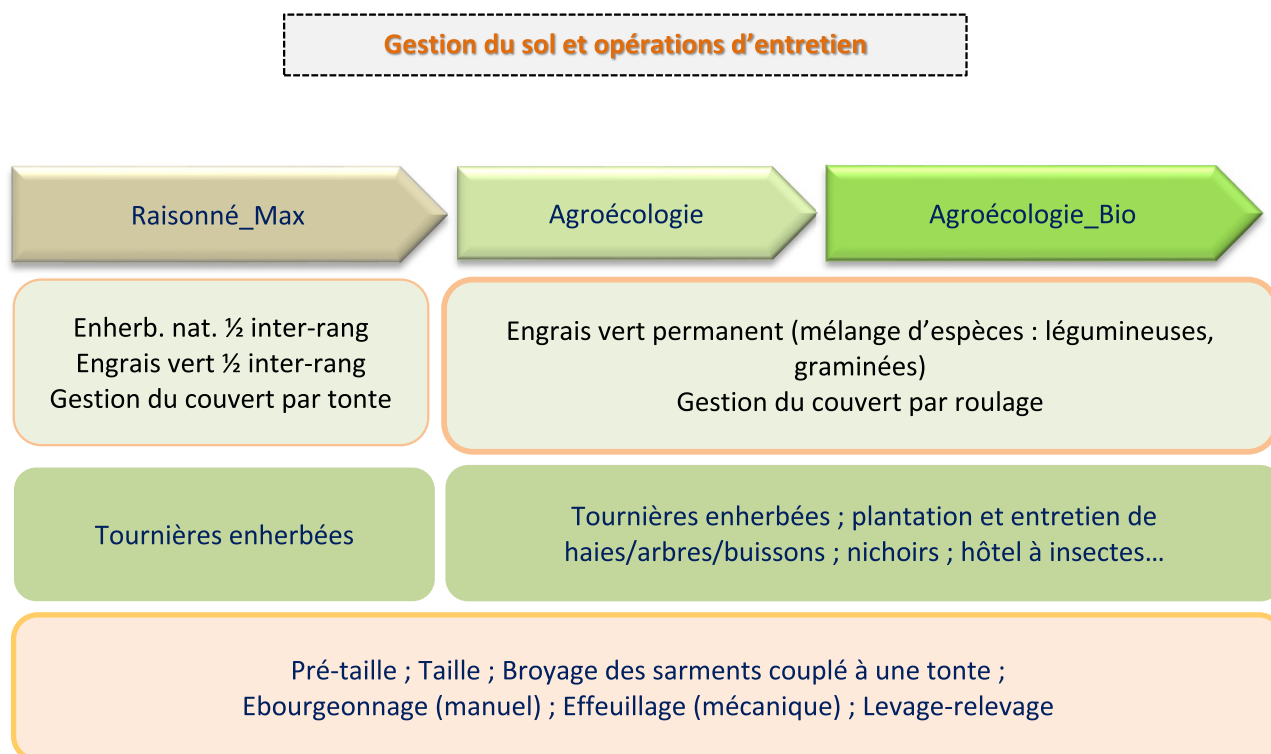 Gestion du sol et opérations d’entretien
Raisonné_Max
Agroécologie
Agroécologie_Bio
Enherb. nat. ½ inter-rang
Engrais vert ½ inter-rang
Gestion du couvert par tonte
Engrais vert permanent (mélange d’espèces : légumineuses,
graminées)
Gestion du couvert par roulage
Tournières enherbées
Tournières enherbées ; plantation et entretien de
haies/arbres/buissons ; nichoirs ; hôtel à insectes…
Pré-taille ; Taille ; Broyage des sarments couplé à une tonte ;
Ebourgeonnage (manuel) ; Effeuillage (mécanique) ; Levage-relevage